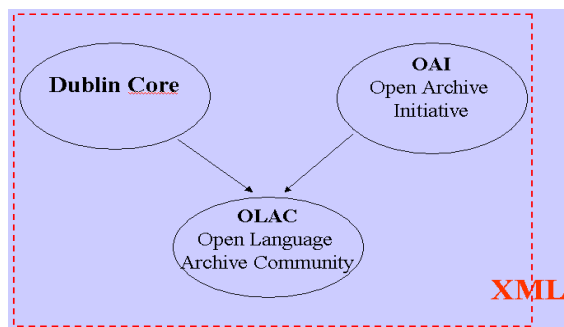 Dublin Core
OAI
Open Archive
Initiative
OLAC
Open Language
Archive Community
XML